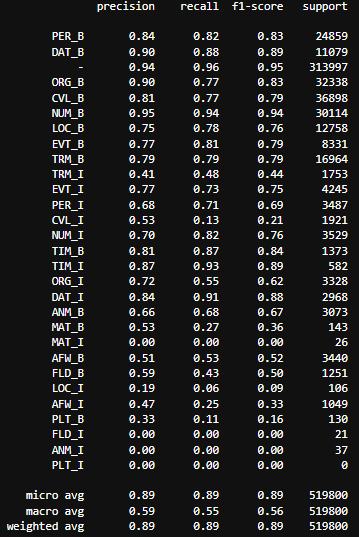 precision recall f1-score support
PER_B 0.84 0.82 0.83 24859
DAT_B 0.90 0.88 0.89 11079
- 0.94 0.96 0.95 313997
ORG_B 0.90 0.77 0.83 32338
CVL_B 0.81 0.77 0.79 36898
NUM_B 0.95 0.94 0.94 30114
LOC_B 0.75 0.78 0.76 12758
EVT_B 0.77 0.81 0.79 8331
TRM_B 0.79 0.79 0.79 16964
TRM_I 0.41 0.48 0.44 1753
EVT_I 0.77 0.73 0.75 4245
PER_I 0.68 0.71 0.69 3487
CVL_I 0.53 0.13 0.21 1921
NUM_I 0.70 0.82 0.76 3529
TIM_B 0.81 0.87 0.84 1373
TIM_I 0.87 0.93 0.89 582
ORG_I 0.72 0.55 0.62 3328
DAT_I 0.84 0.91 0.88 2968
ANM_B 0.66 0.68 0.67 3073
MAT_B 0.53 0.27 0.36 143
MAT_I 0.00 0.00 0.00 26
AFW_B 0.51 0.53 0.52 3440
FLD_B 0.59 0.43 0.50 1251
LOC_I 0.19 0.06 0.09 106
AFW_I 0.47 0.25 0.33 1049
PLT_B 0.33 0.11 0.16 130
FLD_I 0.00 0.00 0.00 21
ANM_I 0.00 0.00 0.00 37
PLT_I 0.00 0.00 0.00 0
micro avg 0.89 0.89 0.89 519800
macro avg 0.59 0.55 0.56 519800
weighted avg 0.89 0.89 0.89 519800